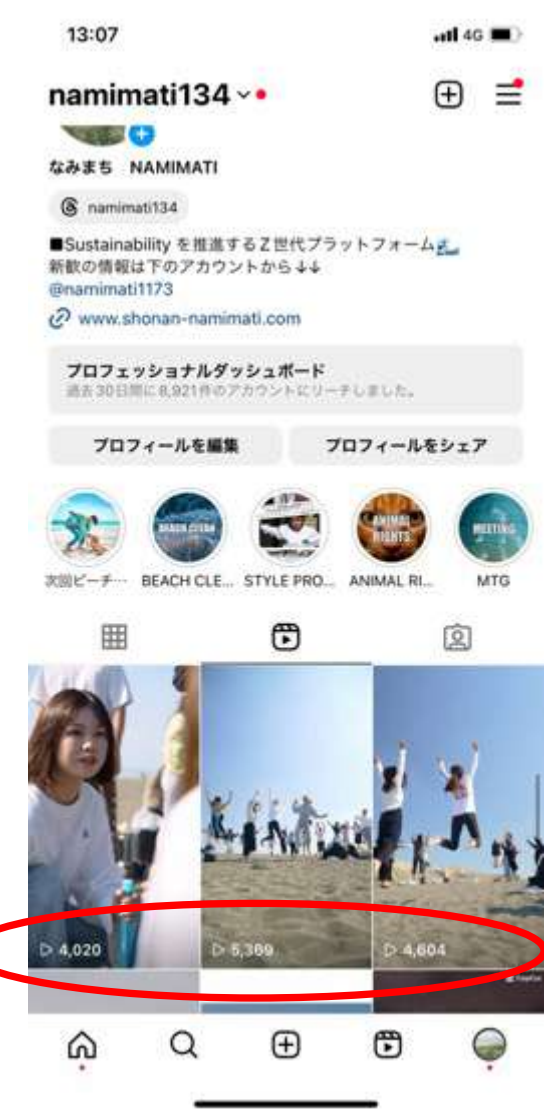 13:07
4G
namimati134
なみまち NAMIMATI
namimati134
■Sustainability を推進するZ世代プラットフォーム🌊
新歓の情報は下のアカウントから↓↓
@namimati1173
www.shonan-namimati.com
プロフェッショナルダッシュボード
過去30日間に8,921件のアカウントにリーチしました。
プロフィールを編集
プロフィールをシェア
BEACH CLEAN
ANIMAL RIGHTS
MEETING
次回ビーチ…
BEACH CLE...
STYLE PRO...
ANIMAL RI...
MTG
4,020
5,369
4,604